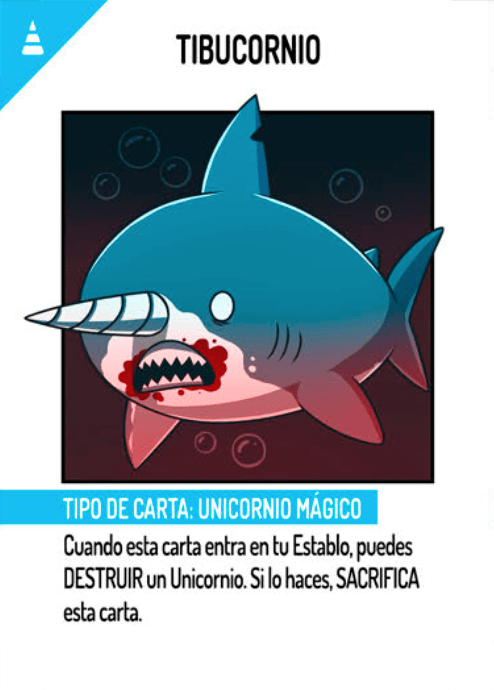 TIBUCORNIO
TIPO DE CARTA: UNICORNIO MÁGICO
Cuando esta carta entra en tu Establo, puedes
DESTRUIR un Unicornio. Si lo haces, SACRIFICA
esta carta.